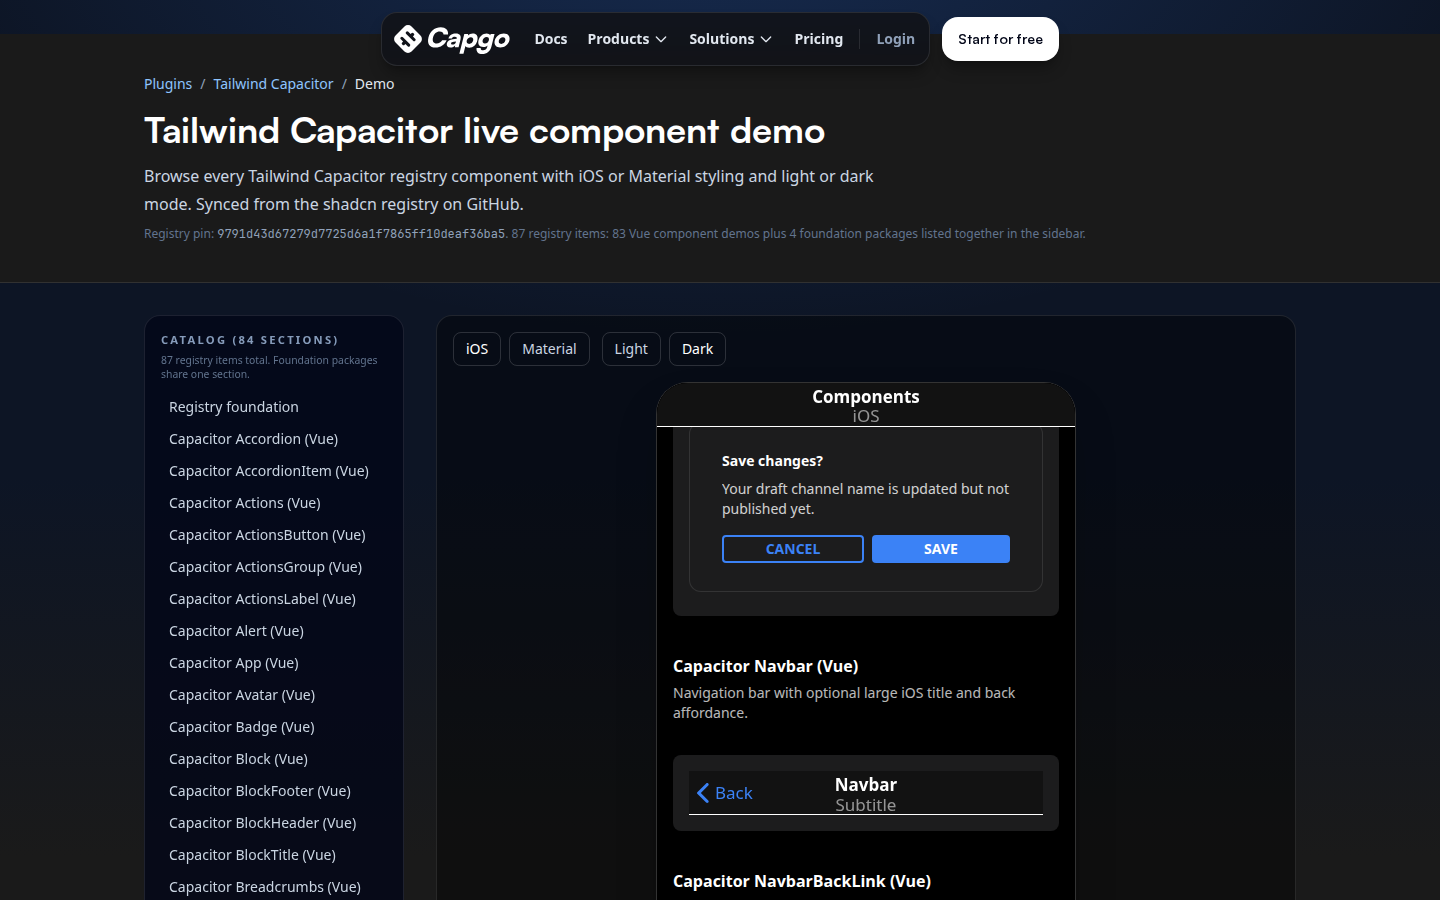 Capgo
Docs
Products
Solutions
Pricing
Login
Start for free
Plugins / Tailwind Capacitor / Demo
Tailwind Capacitor live component demo
Browse every Tailwind Capacitor registry component with iOS or Material styling and light or dark
mode. Synced from the shadcn registry on GitHub.
Registry pin: 9791d43d67279d7725d6a1f7865ff10deaf36ba5. 87 registry items: 83 Vue component demos plus 4 foundation packages listed together in the sidebar.
CATALOG (84 SECTIONS)
87 registry items total. Foundation packages
share one section.
Registry foundation
Capacitor Accordion (Vue)
Capacitor AccordionItem (Vue)
Capacitor Actions (Vue)
Capacitor ActionsButton (Vue)
Capacitor ActionsGroup (Vue)
Capacitor ActionsLabel (Vue)
Capacitor Alert (Vue)
Capacitor App (Vue)
Capacitor Avatar (Vue)
Capacitor Badge (Vue)
Capacitor Block (Vue)
Capacitor BlockFooter (Vue)
Capacitor BlockHeader (Vue)
Capacitor BlockTitle (Vue)
Capacitor Breadcrumbs (Vue)
iOS
Material
Light
Dark
Components
iOS
Save changes?
Your draft channel name is updated but not
published yet.
CANCEL
SAVE
Capacitor Navbar (Vue)
Navigation bar with optional large iOS title and back
affordance.
Back
Navbar
Subtitle
Capacitor NavbarBackLink (Vue)